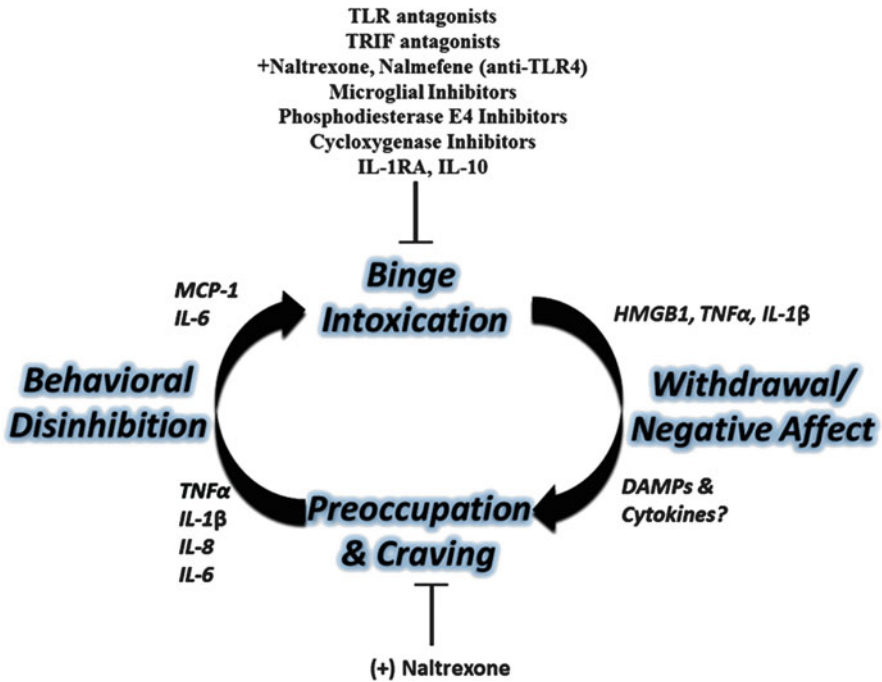 TLR antagonists
TRIF antagonists
+Naltrexone, Nalmefene (anti-TLR4)
Microglial Inhibitors
Phosphodiesterase E4 Inhibitors
Cycloxygenase Inhibitors
IL-1RA, IL-10
Binge
Intoxication
MCP-1
IL-6
HMGB1, TNFα, IL-1β
Behavioral
Disinhibition
Withdrawal/
Negative Affect
TNFα
IL-1β
IL-8
IL-6
Preoccupation
& Craving
DAMPs &
Cytokines?
(+) Naltrexone